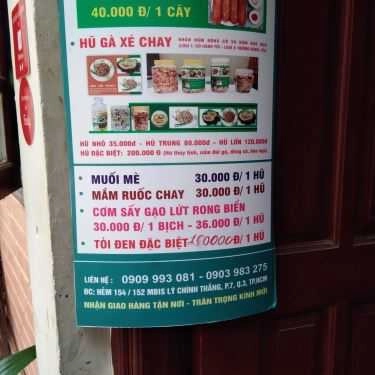 40.000 Đ/ 1 CÂY
• HŨ GÀ XÉ CHAY
HŨ NHỎ 35.000đ - HŨ TRUNG 80.000đ - HŨ LỚN 120.000đ
HŨ ĐẶC BIỆT: 200.000 Đ
• MUỐI MÈ 30.000 Đ/ 1 HŨ
• MẮM RUỐC CHAY 30.000 Đ/ 1 HŨ
• CƠM SẤY GẠO LỨT RONG BIỂN
30.000 Đ/ 1 BỊCH - 36.000 Đ/ 1 HŨ
• TỎI ĐEN ĐẶC BIỆT Đ/ 1 HŨ
LIÊN HỆ : 0909 993 081 - 0903 983 275
ĐC: HẺM 154 / 152 MBIS LÝ CHÍNH THẮNG, P.7, Q.3, TP.HCM
NHẬN GIAO HÀNG TẬN NƠI - TRÂN TRỌNG KÍNH MỜI